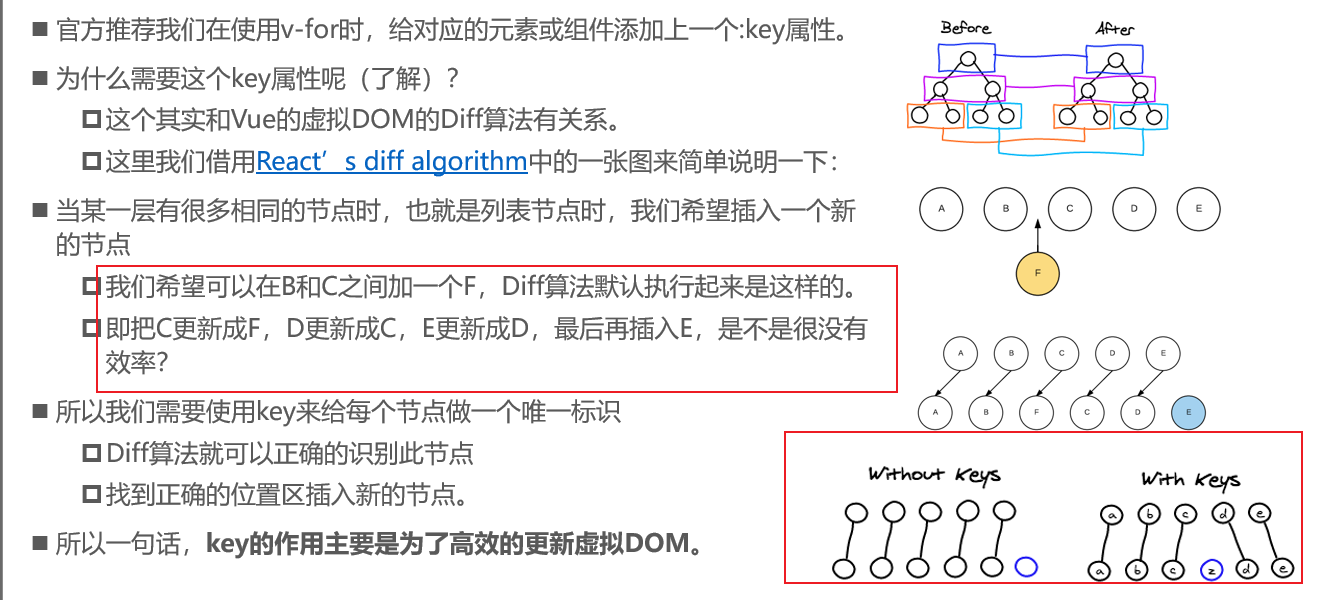 ■ 官方推荐我们在使用v-for时，给对应的元素或组件添加上一个:key属性。
■ 为什么需要这个key属性呢（了解）？
这个其实和Vue的虚拟DOM的Diff算法有关系。
这里我们借用React’s diff algorithm中的一张图来简单说明一下：
■ 当某一层有很多相同的节点时，也就是列表节点时，我们希望插入一个新
的节点
我们希望可以在B和C之间加一个F，Diff算法默认执行起来是这样的。
即把C更新成F，D更新成C，E更新成D，最后再插入E，是不是很没有
效率？
■ 所以我们需要使用key来给每个节点做一个唯一标识
Diff算法就可以正确的识别此节点
找到正确的位置区插入新的节点。
■ 所以一句话，key的作用主要是为了高效的更新虚拟DOM。
Before After
A B C D E
F
A B C D E
A B F C D E
Without Keys
With Keys
a b c d e
a b c z d e